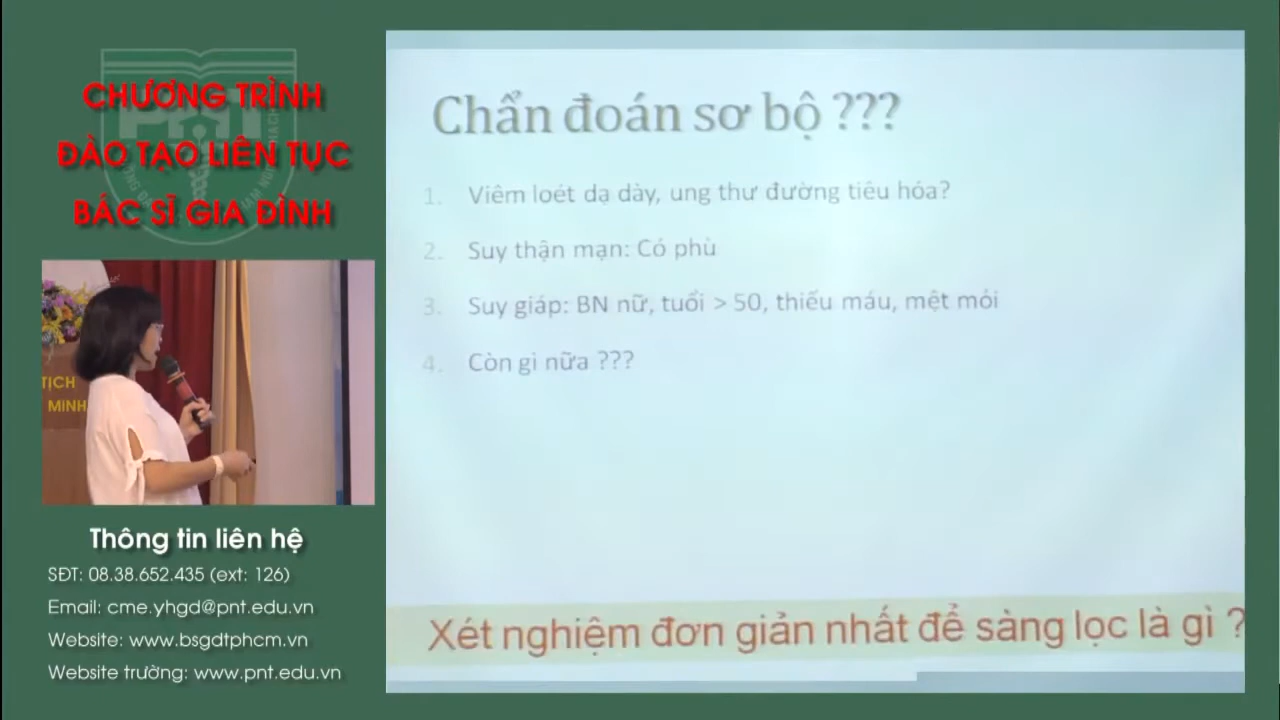 CHƯƠNG TRÌNH
ĐÀO TẠO LIÊN TỤC
BÁC SĨ GIA ĐÌNH
TỊCH
MINH
Thông tin liên hệ
SĐT: 08.38.652.435 (ext: 126)
Email: cme.yhgd@pnt.edu.vn
Website: www.bsgdtphcm.vn
Website trường: www.pnt.edu.vn
Chẩn đoán sơ bộ ???
1. Viêm loét dạ dày, ung thư đường tiêu hóa?
2. Suy thận mạn: Có phù
3. Suy giáp: BN nữ, tuổi > 50, thiếu máu, mệt mỏi
4. Còn gì nữa ???
Xét nghiệm đơn giản nhất để sàng lọc là gì ?